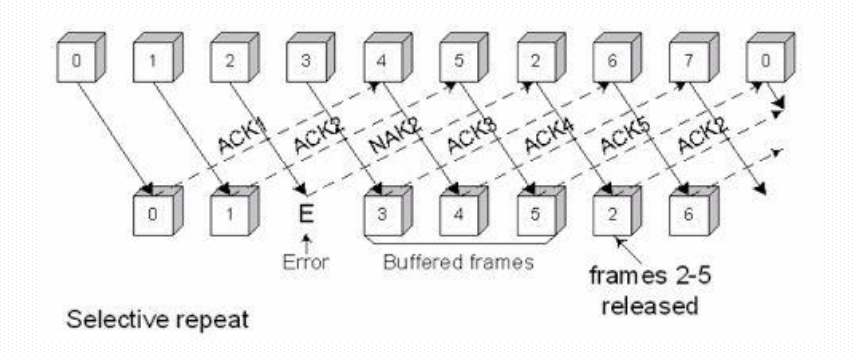 0 1 2 3 4 5 2 6 7 0
ACK1 ACK2 NAK2 ACK3 ACK4 ACK5 ACK2
0 1 E 3 4 5 2 6
Error
Buffered frames
frames 2-5
released
Selective repeat